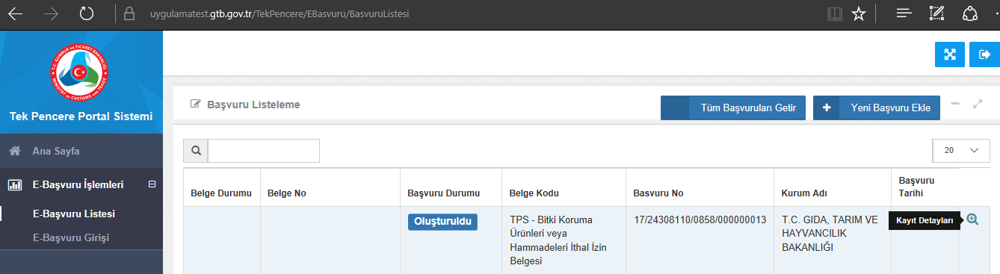 uygulamatest.gtb.gov.tr/TekPencere/EBasvuru/BasvuruListesi
T.C. GÜMRÜK ve TİCARET BAKANLIĞI
MINISTRY OF CUSTOMS AND TRADE
Tek Pencere Portal Sistemi
Ana Sayfa
E-Başvuru İşlemleri
E-Başvuru Listesi
E-Başvuru Girişi
Başvuru Listeleme
Tüm Başvuruları Getir
Yeni Başvuru Ekle
20
Belge Durumu
Belge No
Başvuru Durumu
Belge Kodu
Basvuru No
Kurum Adı
Başvuru
Tarihi
Oluşturuldu
TPS - Bitki Koruma
Ürünleri veya
Hammadeleri İthal İzin
Belgesi
17/24308110/0858/000000013
T.C. GIDA, TARIM VE
HAYVANCILIK
BAKANLIĞI
Kayıt Detayları